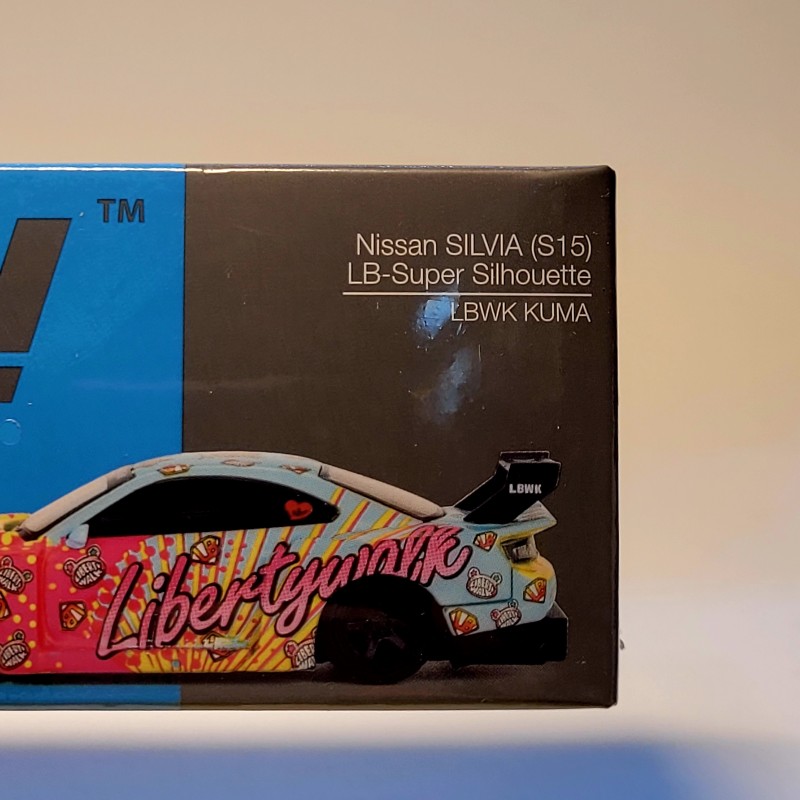 TM
Nissan SILVIA (S15)
LB-Super Silhouette
LBWK KUMA
LBWK
Libertywalk